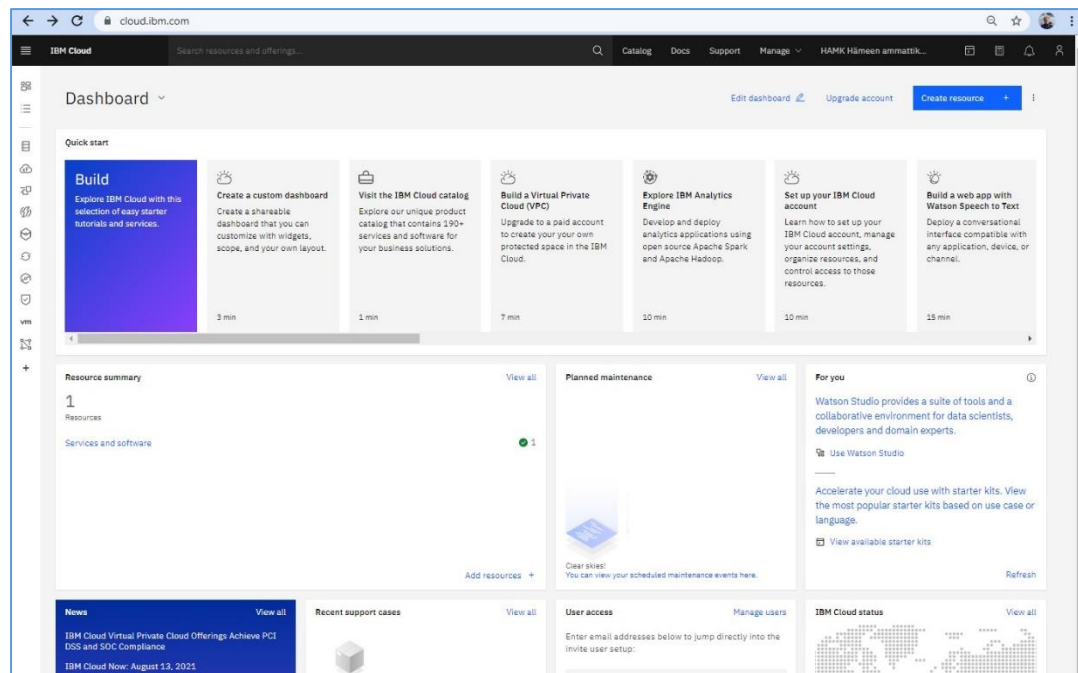 cloud.ibm.com
IBM Cloud
Search resources and offerings...
Catalog
Docs
Support
Manage
HAMK Hämeen ammattik...
Dashboard
Edit dashboard
Upgrade account
Create resource +
Quick start
Build
Explore IBM Cloud with this
selection of easy starter
tutorials and services.
Create a custom dashboard
Create a shareable
dashboard that you can
customize with widgets,
scope, and your own layout.
3 min
Visit the IBM Cloud catalog
Explore our unique product
catalog that contains 190+
services and software for
your business solutions.
1 min
Build a Virtual Private
Cloud (VPC)
Upgrade to a paid account
to create your your own
protected space in the IBM
Cloud.
7 min
Explore IBM Analytics
Engine
Develop and deploy
analytics applications using
open source Apache Spark
and Apache Hadoop.
10 min
Set up your IBM Cloud
account
Learn how to set up your
IBM Cloud account, manage
your account settings,
organize resources, and
control access to those
resources.
10 min
Build a web app with
Watson Speech to Text
Deploy a conversational
interface compatible with
any application, device, or
channel.
15 min
vm
Resource summary
View all
1
Resources
Services and software
1
Add resources +
Planned maintenance
View all
Clear skies!
You can view your scheduled maintenance events here.
For you
Watson Studio provides a suite of tools and a
collaborative environment for data scientists,
developers and domain experts.
Use Watson Studio
Accelerate your cloud use with starter kits. View
the most popular starter kits based on use case or
language.
View available starter kits
Refresh
News
View all
IBM Cloud Virtual Private Cloud Offerings Achieve PCI
DSS and SOC Compliance
IBM Cloud Now: August 13, 2021
Recent support cases
View all
User access
Manage users
Enter email addresses below to jump directly into the
invite user setup:
IBM Cloud status
View all